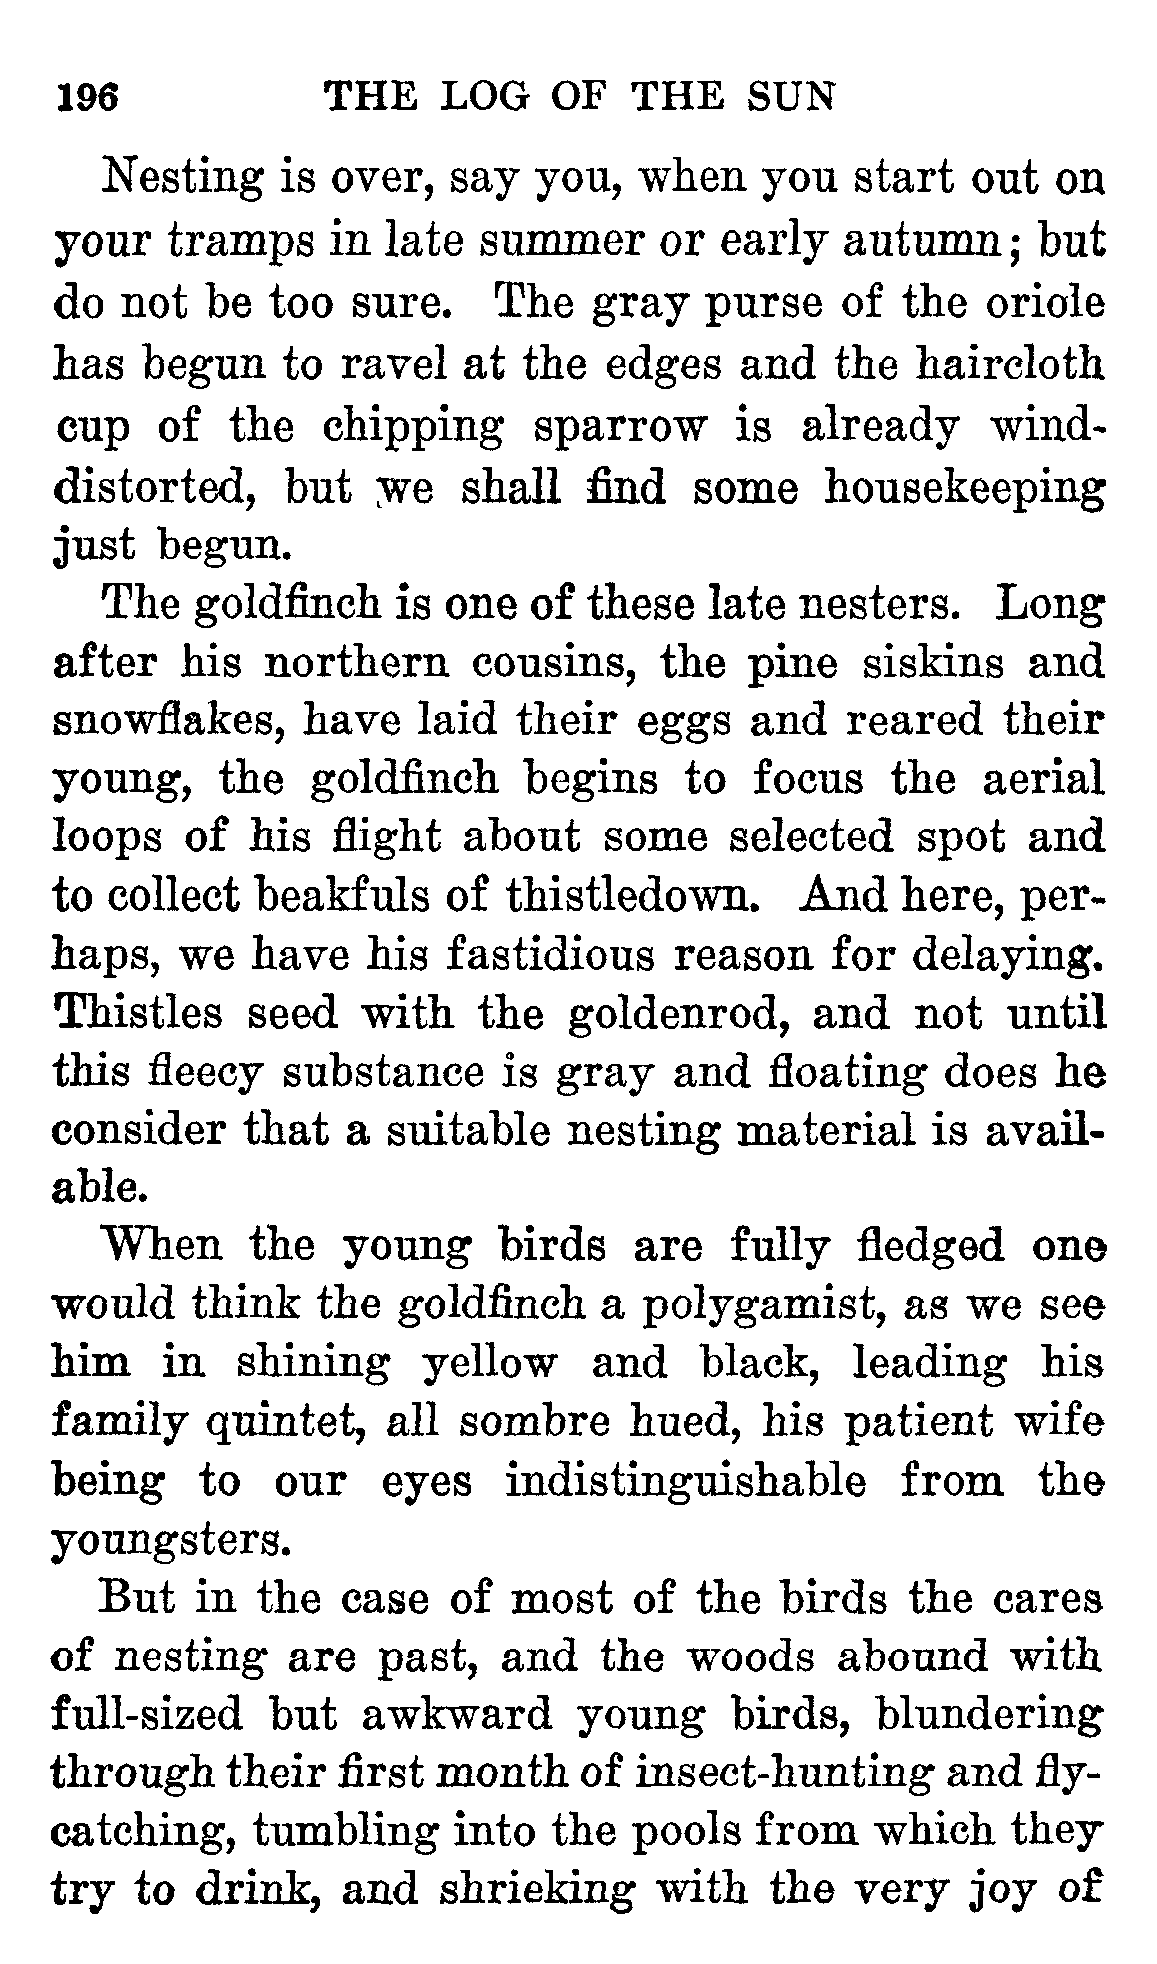 196 THE LOG OF THE SUN
Nesting is over, say you, when you start out on
your tramps in late summer or early autumn; but
do not be too sure. The gray purse of the oriole
has begun to ravel at the edges and the haircloth
cup of the chipping sparrow is already wind-
distorted, but we shall find some housekeeping
just begun.
The goldfinch is one of these late nesters. Long
after his northern cousins, the pine siskins and
snowflakes, have laid their eggs and reared their
young, the goldfinch begins to focus the aerial
loops of his flight about some selected spot and
to collect beakfuls of thistledown. And here, per-
haps, we have his fastidious reason for delaying.
Thistles seed with the goldenrod, and not until
this fleecy substance is gray and floating does he
consider that a suitable nesting material is avail-
able.
When the young birds are fully fledged one
would think the goldfinch a polygamist, as we see
him in shining yellow and black, leading his
family quintet, all sombre hued, his patient wife
being to our eyes indistinguishable from the
youngsters.
But in the case of most of the birds the cares
of nesting are past, and the woods abound with
full-sized but awkward young birds, blundering
through their first month of insect-hunting and fly-
catching, tumbling into the pools from which they
try to drink, and shrieking with the very joy of